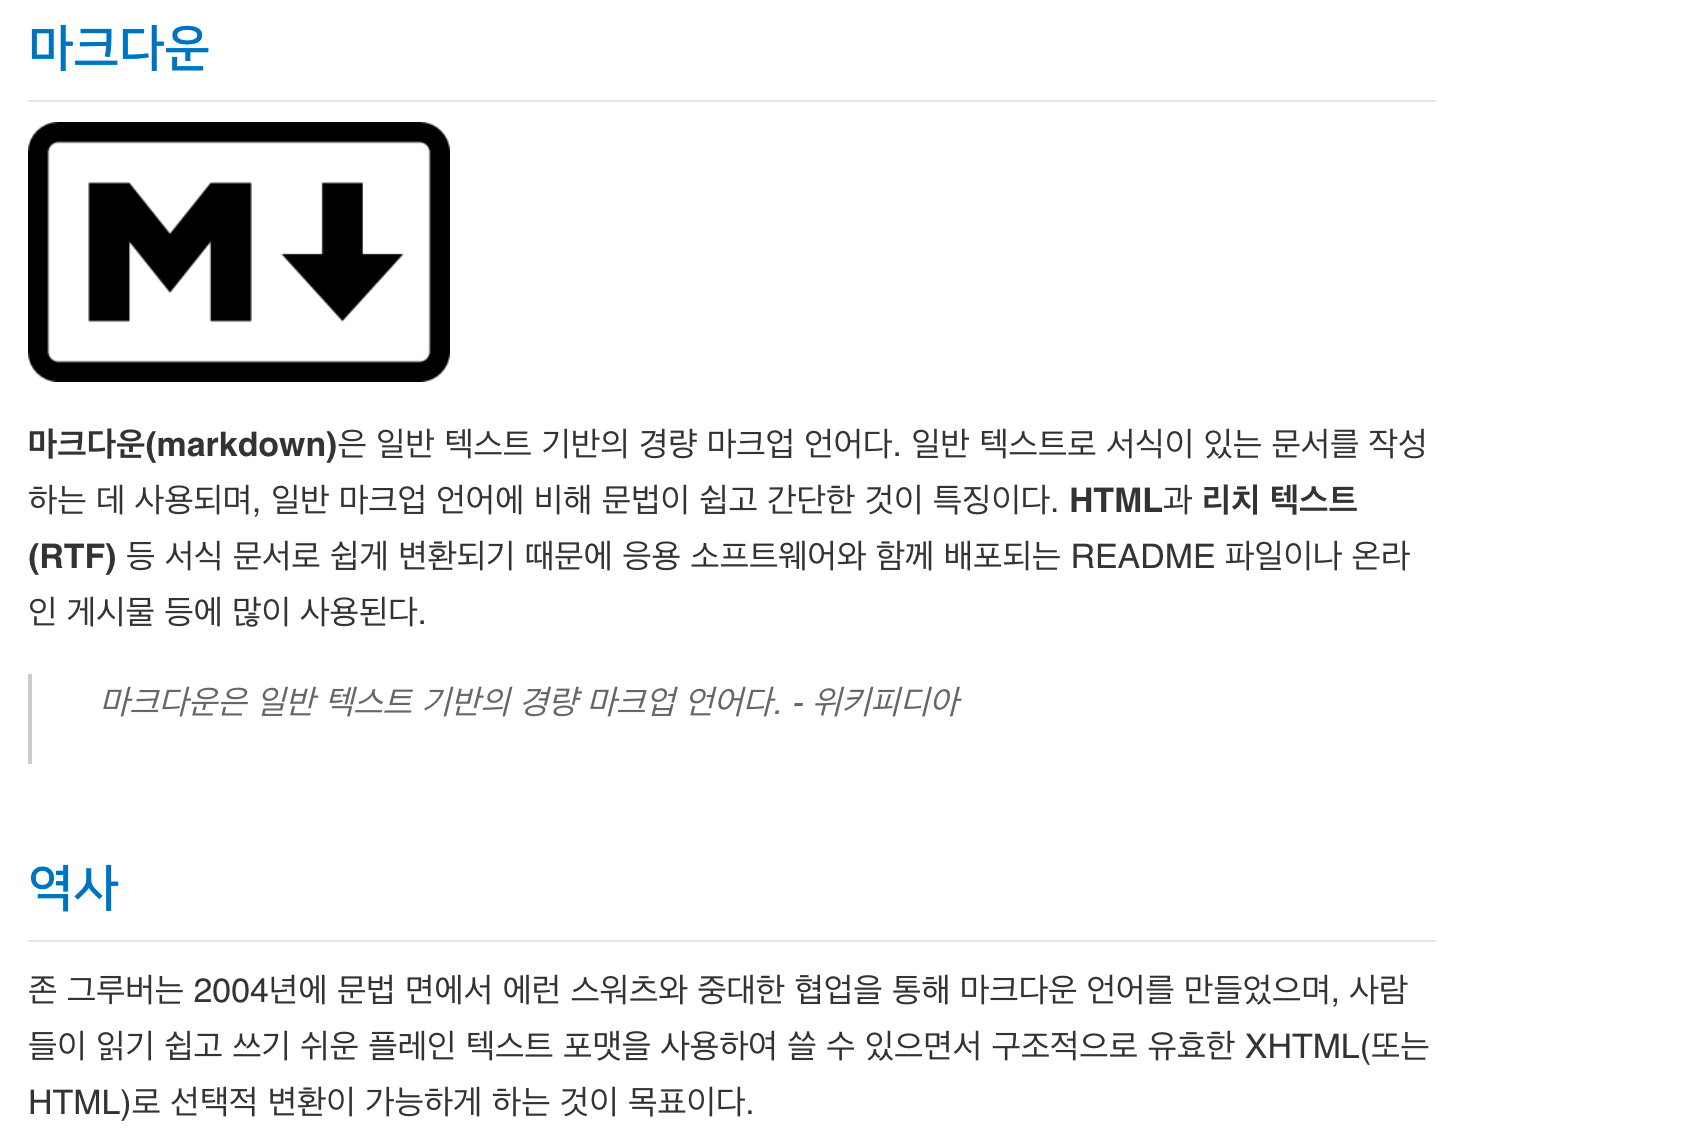 마크다운
M
마크다운(markdown)은 일반 텍스트 기반의 경량 마크업 언어다. 일반 텍스트로 서식이 있는 문서를 작성
하는 데 사용되며, 일반 마크업 언어에 비해 문법이 쉽고 간단한 것이 특징이다. HTML과 리치 텍스트
(RTF) 등 서식 문서로 쉽게 변환되기 때문에 응용 소프트웨어와 함께 배포되는 README 파일이나 온라
인 게시물 등에 많이 사용된다.
마크다운은 일반 텍스트 기반의 경량 마크업 언어다. - 위키피디아
역사
존 그루버는 2004년에 문법 면에서 에런 스워츠와 중대한 협업을 통해 마크다운 언어를 만들었으며, 사람
들이 읽기 쉽고 쓰기 쉬운 플레인 텍스트 포맷을 사용하여 쓸 수 있으면서 구조적으로 유효한 XHTML(또는
HTML)로 선택적 변환이 가능하게 하는 것이 목표이다.